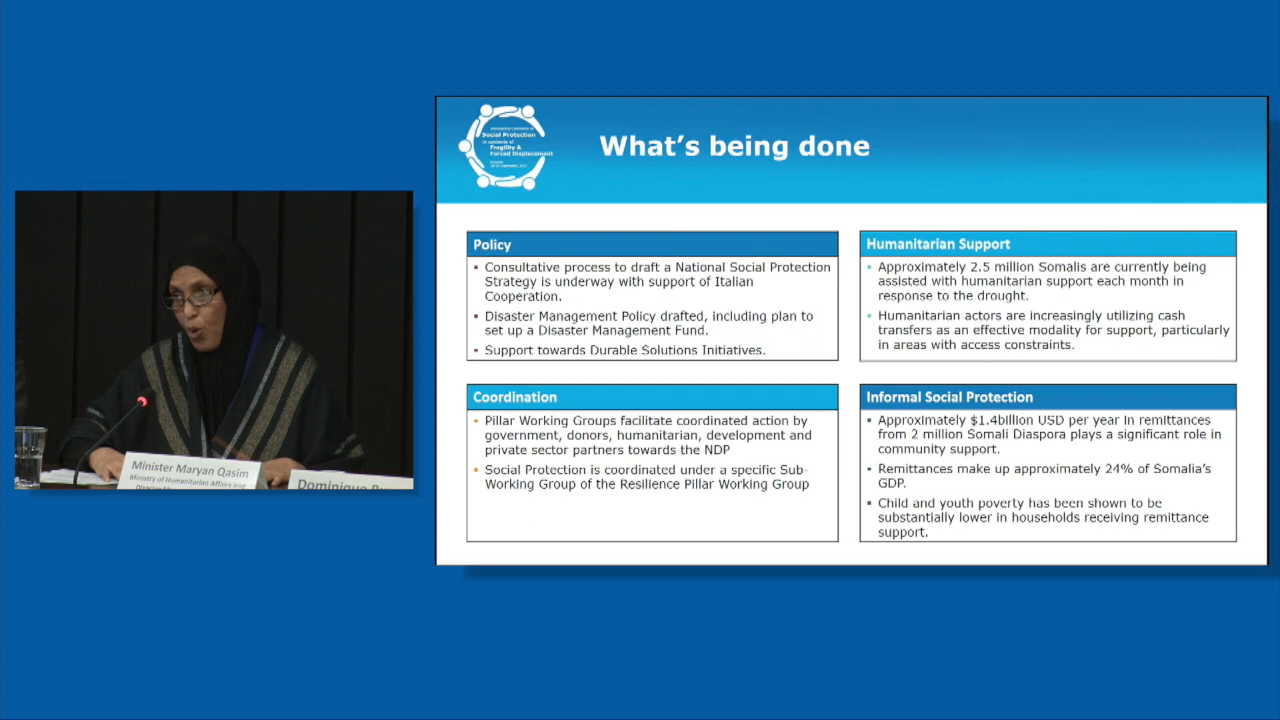 International Conference on
Social Protection
in contexts of
Fragility &
Forced Displacement
What's being done
Policy
Consultative process to draft a National Social Protection
Strategy is underway with support of Italian
Cooperation.
Disaster Management Policy drafted, including plan to
set up a Disaster Management Fund.
Support towards Durable Solutions Initiatives.
Humanitarian Support
Approximately 2.5 million Somalis are currently being
assisted with humanitarian support each month in
response to the drought.
Humanitarian actors are increasingly utilizing cash
transfers as an effective modality for support, particularly
in areas with access constraints.
Coordination
Pillar Working Groups facilitate coordinated action by
government, donors, humanitarian, development and
private sector partners towards the NDP
Social Protection is coordinated under a specific Sub-
Working Group of the Resilience Pillar Working Group
Informal Social Protection
Approximately $1.4billion USD per year in remittances
from 2 million Somali Diaspora plays a significant role in
community support.
Remittances make up approximately 24% of Somalia's
GDP.
Child and youth poverty has been shown to be
substantially lower in households receiving remittance
support.
Minister Maryan Qasim
Ministry of Humanitarian Affairs and
Dominique